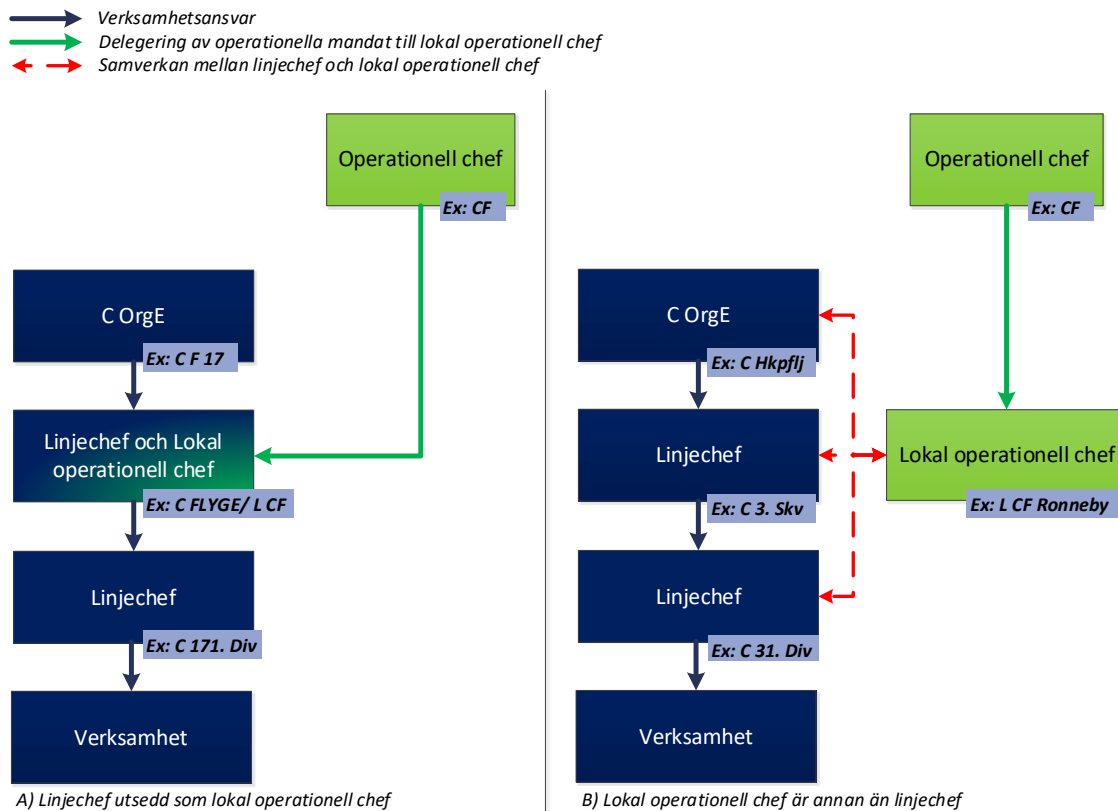 Verksamhetsansvar
Delegering av operationella mandat till lokal operationell chef
Samverkan mellan linjechef och lokal operationell chef
Operationell chef
Ex: CF
C OrgE
Ex: C F 17
Linjechef och Lokal
operationell chef
Ex: C FLYGE/ L CF
Linjechef
Ex: C 171. Div
Verksamhet
A) Linjechef utsedd som lokal operationell chef
Operationell chef
Ex: CF
C OrgE
Ex: C Hkpflj
Linjechef
Ex: C 3. Skv
Lokal operationell chef
Ex: L CF Ronneby
Linjechef
Ex: C 31. Div
Verksamhet
B) Lokal operationell chef är annan än linjechef